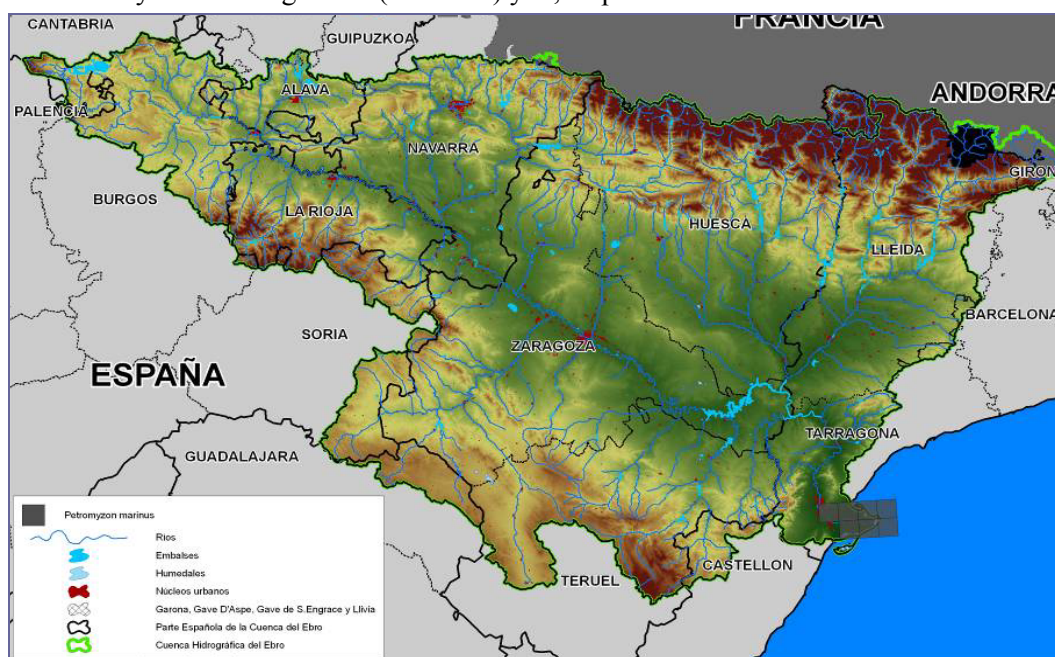 FRANCIA
CANTABRIA
GUIPUZKOA
ALAVA
PALENCIA
ANDORRA
NAVARRA
GIRON
BURGOS
LA RIOJA
HUESCA
LLEIDA
BARCELONA
SORIA
ZARAGOZA
ESPAÑA
TARRAGONA
GUADALAJARA
TERUEL
CASTELLON
Petromyzon marinus
Rios
Embalses
Humedales
Núcleos urbanos
Garona, Gave D'Aspe, Gave de S.Engrace y Llivia
Parte Española de la Cuenca del Ebro
Cuenca Hidrográfica del Ebro